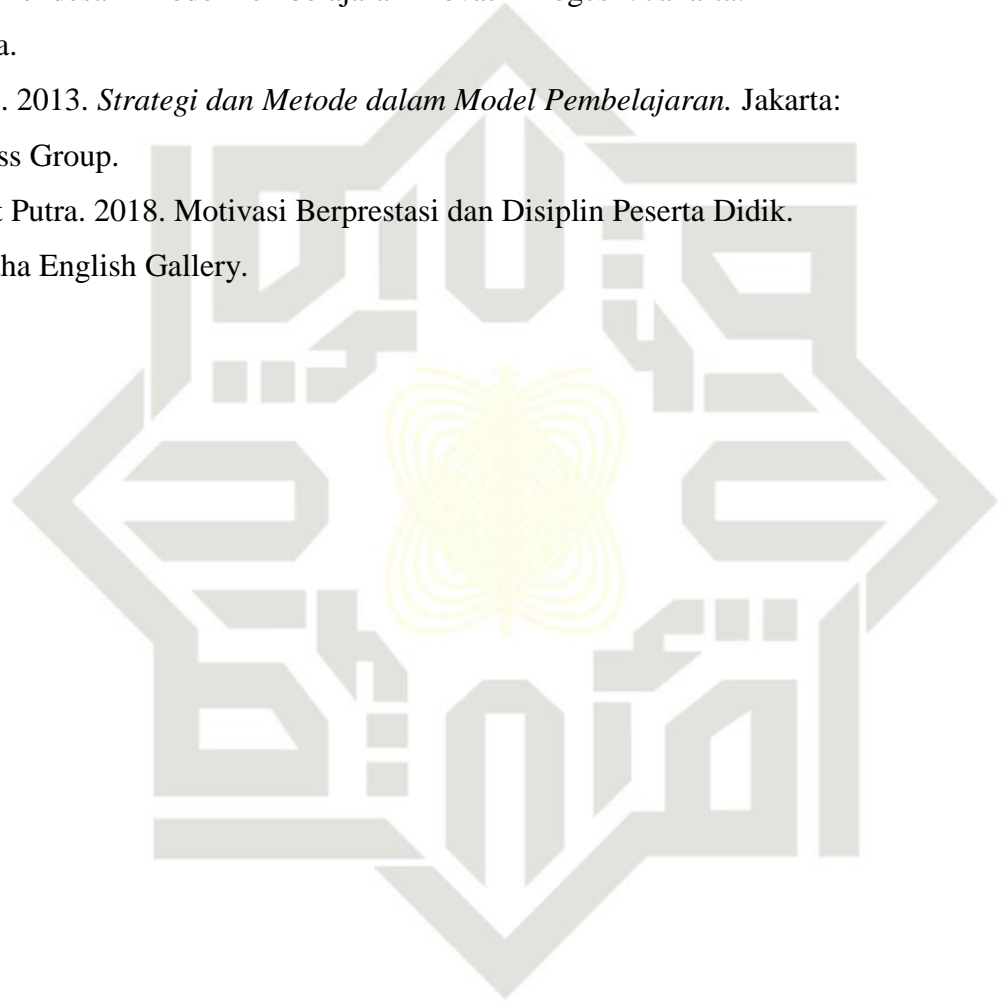 a.
. 2013. Strategi dan Metode dalam Model Pembelajaran. Jakarta:
ss Group.
t Putra. 2018. Motivasi Berprestasi dan Disiplin Peserta Didik.
ha English Gallery.